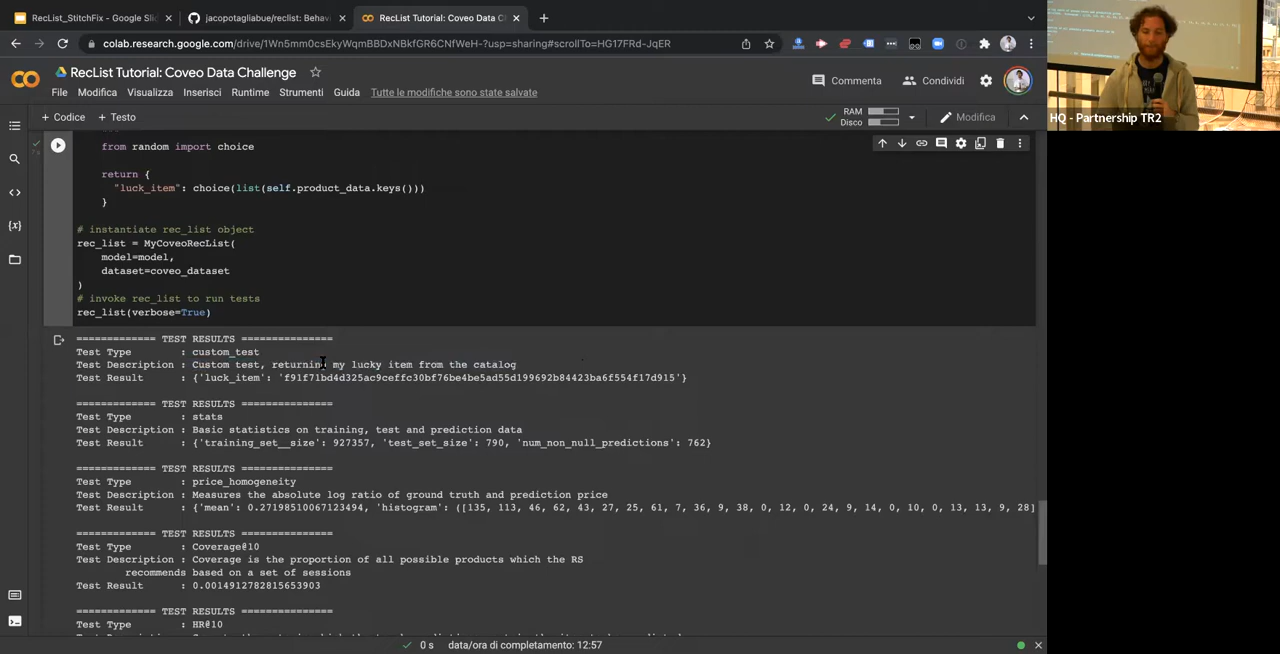 RecList_StitchFix - Google Sli
jacopotagliabue/reclist: Behav
RecList Tutorial: Coveo Data C
colab.research.google.com/drive/1Wn5mm0csEkyWqmBBDxNBkfGR6CNfWeH-?usp=sharing#scrollTo=HG17FRd-JqER
RecList Tutorial: Coveo Data Challenge
File Modifica Visualizza Inserisci Runtime Strumenti Guida Tutte le modifiche sono state salvate
Commenta
Condividi
+ Codice + Testo
RAM
Disco
Modifica
HQ - Partnership TR2
from random import choice
return {
"luck_item": choice(list(self.product_data.keys()))
}
# instantiate rec_list object
rec_list = MyCoveoRecList(
model=model,
dataset=coveo_dataset
)
# invoke rec_list to run tests
rec_list(verbose=True)
============= TEST RESULTS ===============
Test Type : custom_test
Test Description : Custom test, returning my lucky item from the catalog
Test Result : {'luck_item': 'f91f71bd4d325ac9ceffc30bf76be4be5ad55d199692b84423ba6f554f17d915'}
============= TEST RESULTS ===============
Test Type : stats
Test Description : Basic statistics on training, test and prediction data
Test Result : {'training_set__size': 927357, 'test_set_size': 790, 'num_non_null_predictions': 762}
============= TEST RESULTS ===============
Test Type : price_homogeneity
Test Description : Measures the absolute log ratio of ground truth and prediction price
Test Result : {'mean': 0.27198510067123494, 'histogram': ([135, 113, 46, 62, 43, 27, 25, 61, 7, 36, 9, 38, 0, 12, 0, 24, 9, 14, 0, 10, 0, 13, 13, 9, 28]
============= TEST RESULTS ===============
Test Type : Coverage@10
Test Description : Coverage is the proportion of all possible products which the RS
recommends based on a set of sessions
Test Result : 0.0014912782815653903
============= TEST RESULTS ===============
Test Type : HR@10
0 s data/ora di completamento: 12:57